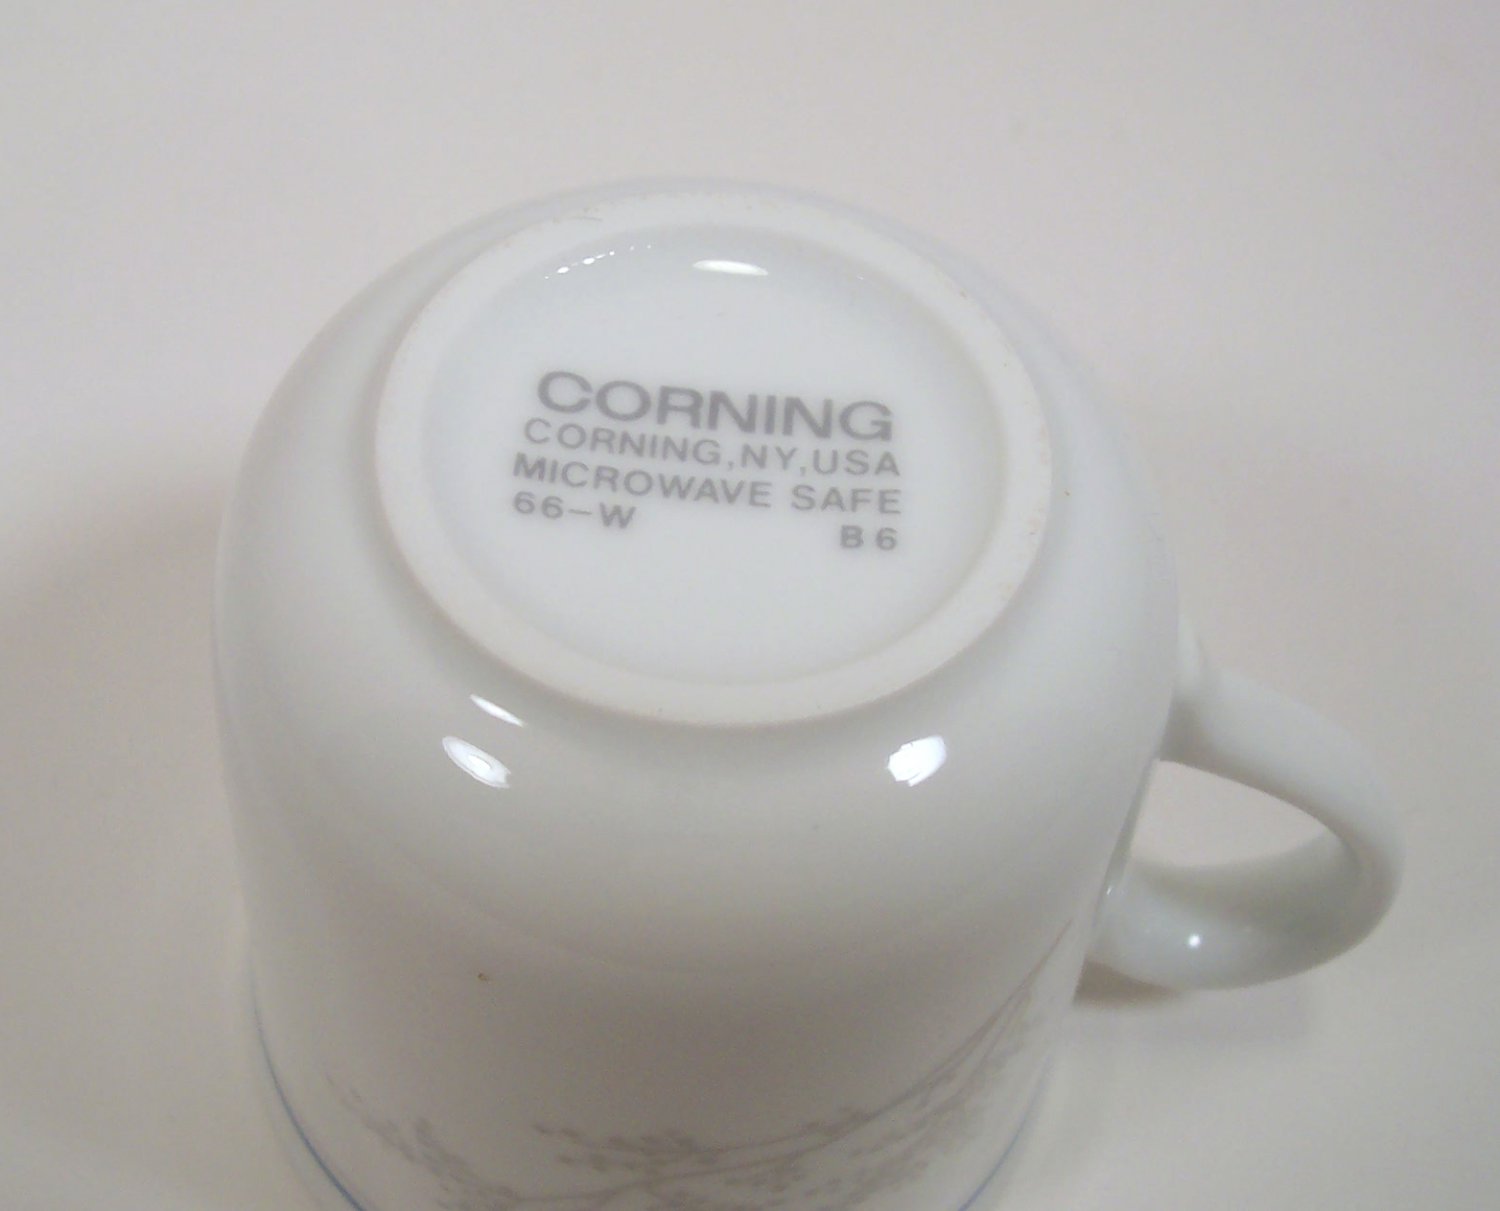 CORNING
CORNING, NY, USA
MICROWAVE SAFE
66-W B6